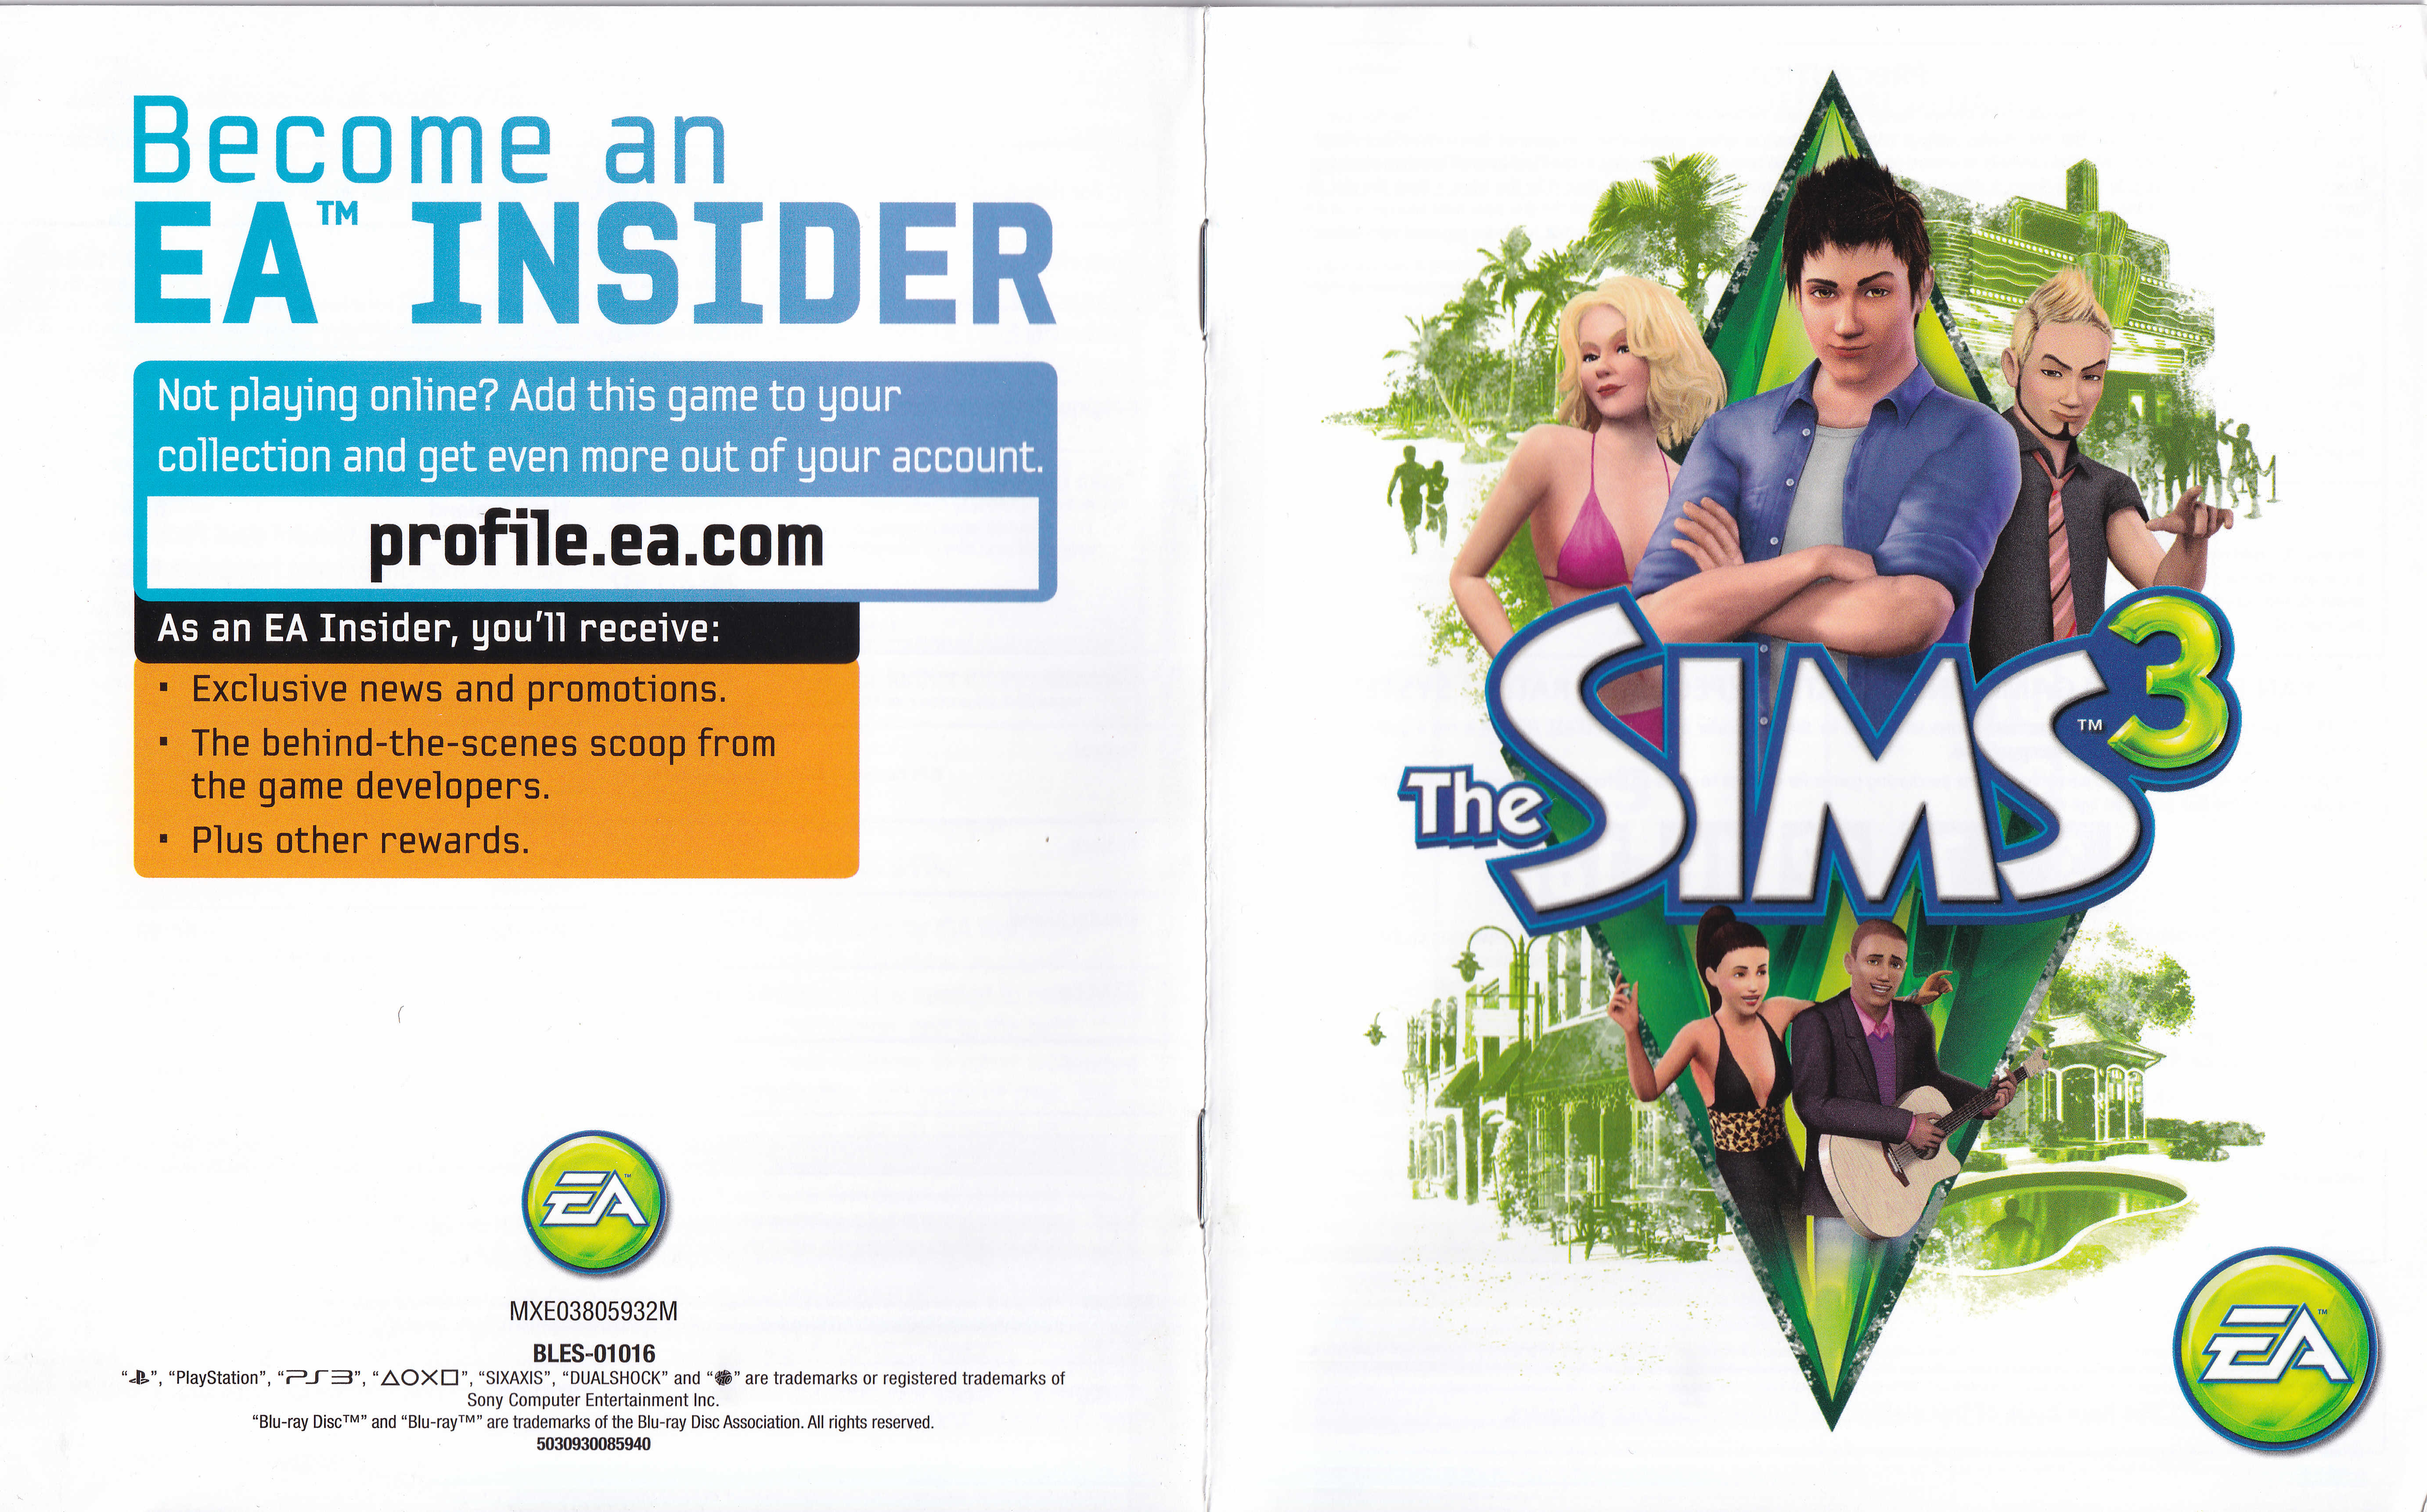 Become an
EA™ INSIDER
Not playing online? Add this game to your
collection and get even more out of your account.
profile.ea.com
As an EA Insider, you'll receive:
▪ Exclusive news and promotions.
▪ The behind-the-scenes scoop from
the game developers.
▪ Plus other rewards.
EA™
MXE03805932M
BLES-01016
“”, “PlayStation”, “PS3”, “△○×□”, “SIXAXIS”, “DUALSHOCK” and “” are trademarks or registered trademarks of
Sony Computer Entertainment Inc.
“Blu-ray Disc™” and “Blu-ray™” are trademarks of the Blu-ray Disc Association. All rights reserved.
5030930085940
The SIMS™ 3
EA™